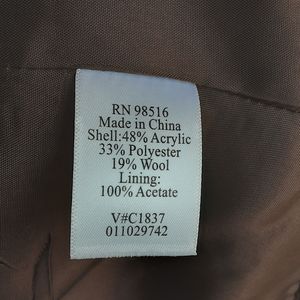 RN 98516
Made in China
Shell:48% Acrylic
33% Polyester
19% Wool
Lining:
100% Acetate
V#C1837
011029742